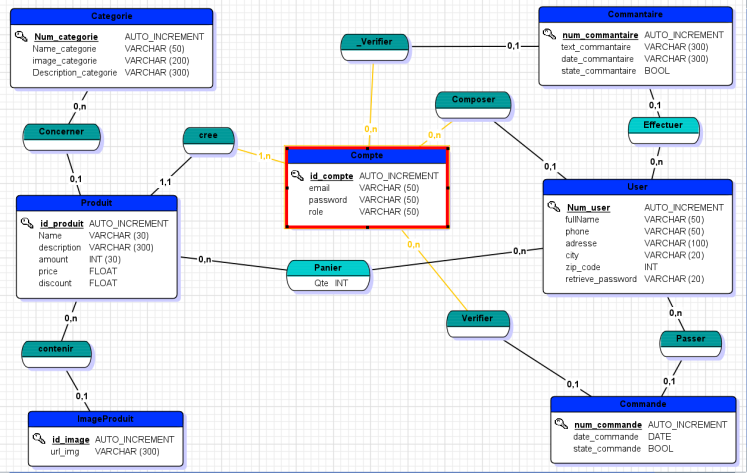 Categorie
Num_categorie AUTO_INCREMENT
Name_categorie VARCHAR (50)
image_categorie VARCHAR (200)
Description_categorie VARCHAR (300)
0,n
Concerner
0,1
_Verifier
0,1
0,n
Commantaire
num_commantaire AUTO_INCREMENT
text_commantaire VARCHAR (300)
date_commantaire VARCHAR (300)
state_commantaire BOOL
0,1
Effectuer
0,n
Composer
0,n
0,1
cree
1,n
1,1
Compte
id_compte AUTO_INCREMENT
email VARCHAR (50)
password VARCHAR (50)
role VARCHAR (50)
0,n
Produit
id_produit AUTO_INCREMENT
Name VARCHAR (30)
description VARCHAR (300)
amount INT (30)
price FLOAT
discount FLOAT
0,n
Panier
Qte INT
0,n
User
Num_user AUTO_INCREMENT
fullName VARCHAR (50)
phone VARCHAR (50)
adresse VARCHAR (100)
city VARCHAR (20)
zip_code INT
retrieve_password VARCHAR (20)
0,n
contenir
0,1
Verifier
0,1
0,n
Passer
0,1
ImageProduit
id_image AUTO_INCREMENT
url_img VARCHAR (300)
Commande
num_commande AUTO_INCREMENT
date_commande DATE
state_commande BOOL